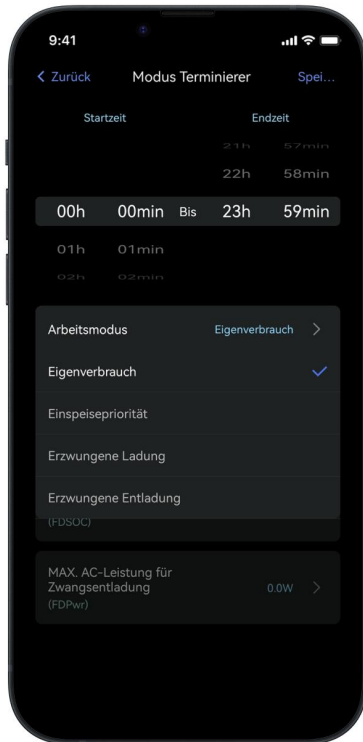 9:41
Zurück Modus Terminierer Spei...
Startzeit Endzeit
21h 57min
22h 58min
00h 00min Bis 23h 59min
01h 01min
02h 02min
Arbeitsmodus Eigenverbrauch
Eigenverbrauch
Einspeisepriorität
Erzwungene Ladung
Erzwungene Entladung
(FDSOC)
MAX. AC-Leistung für
Zwangsentladung 0.0W
(FDPwr)